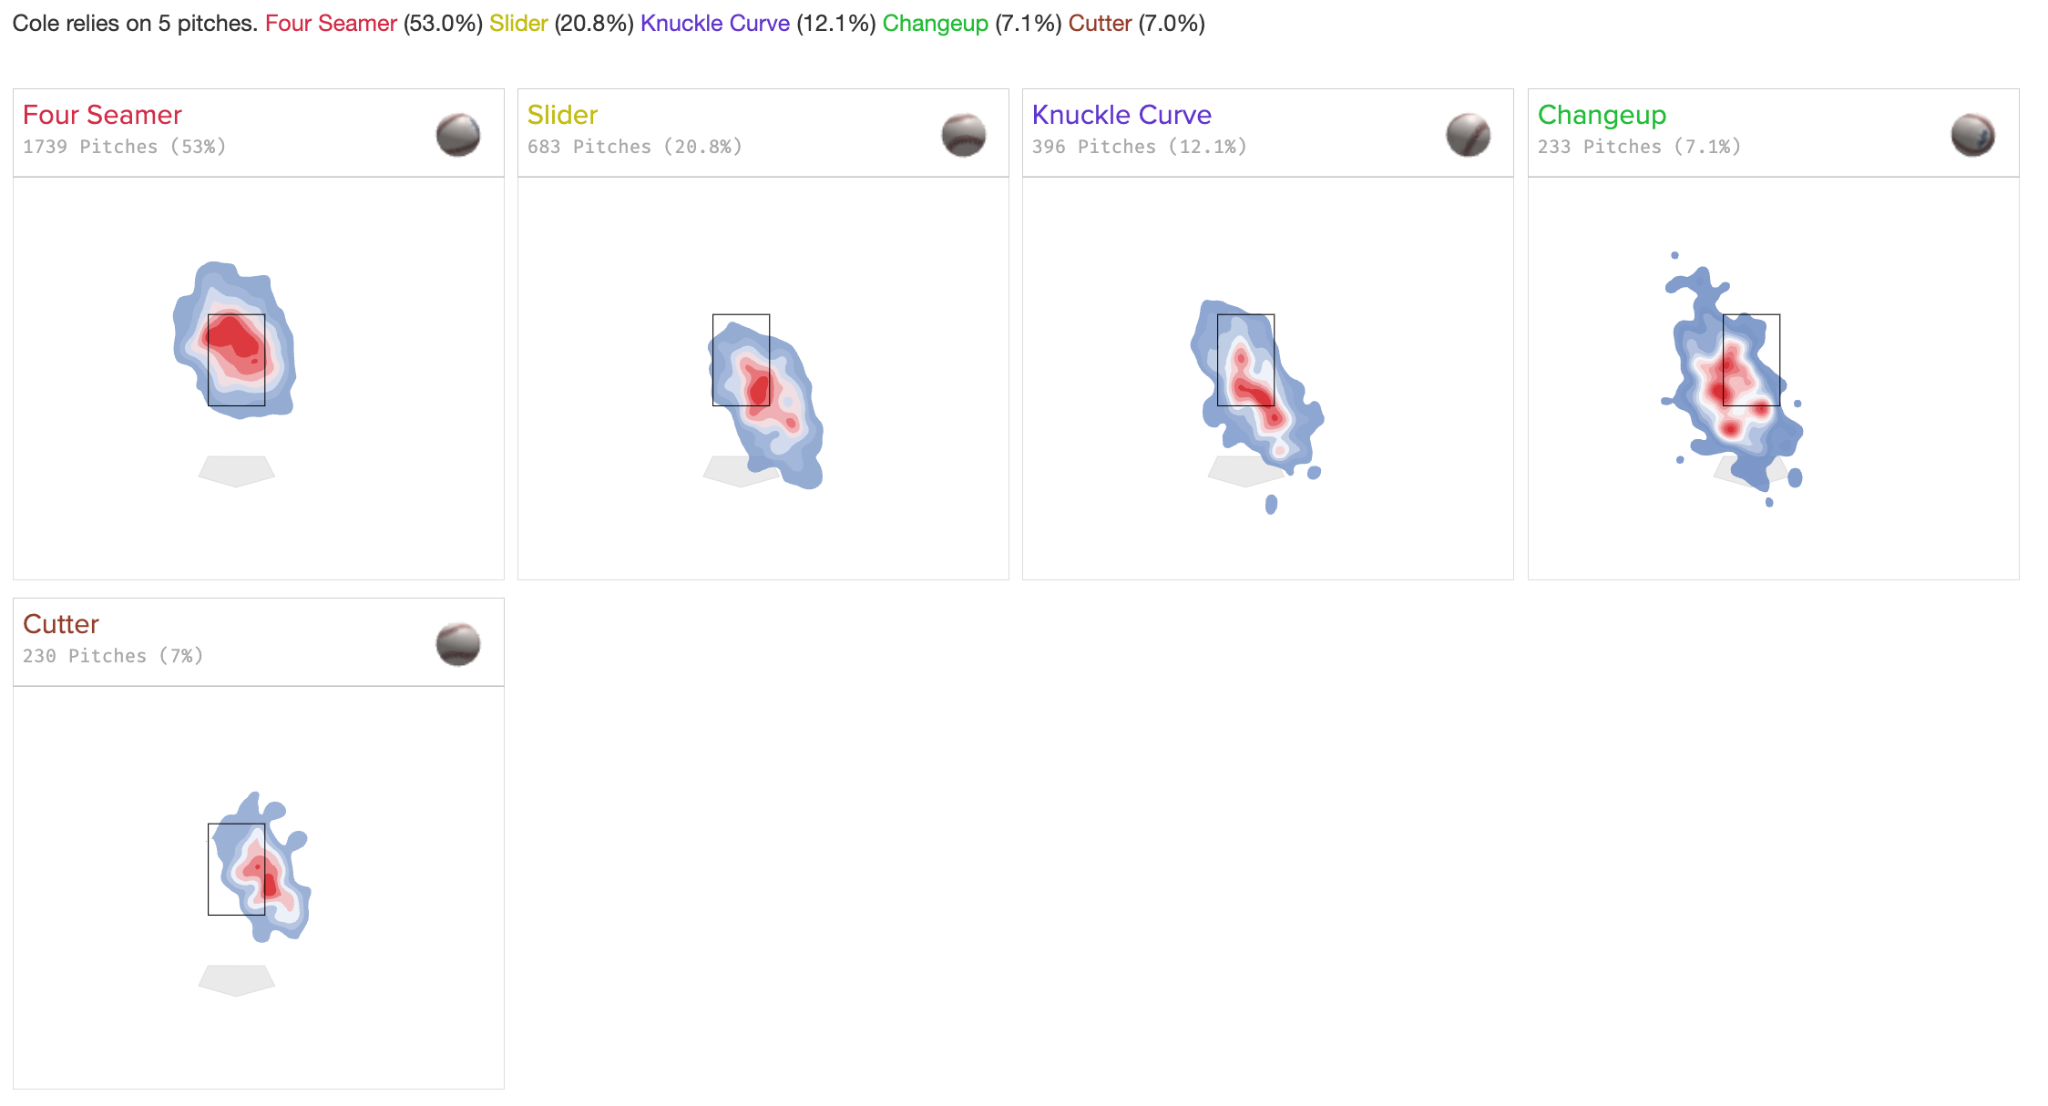 Cole relies on 5 pitches. Four Seamer (53.0%) Slider (20.8%) Knuckle Curve (12.1%) Changeup (7.1%) Cutter (7.0%)
Four Seamer
1739 Pitches (53%)
Slider
683 Pitches (20.8%)
Knuckle Curve
396 Pitches (12.1%)
Changeup
233 Pitches (7.1%)
Cutter
230 Pitches (7%)